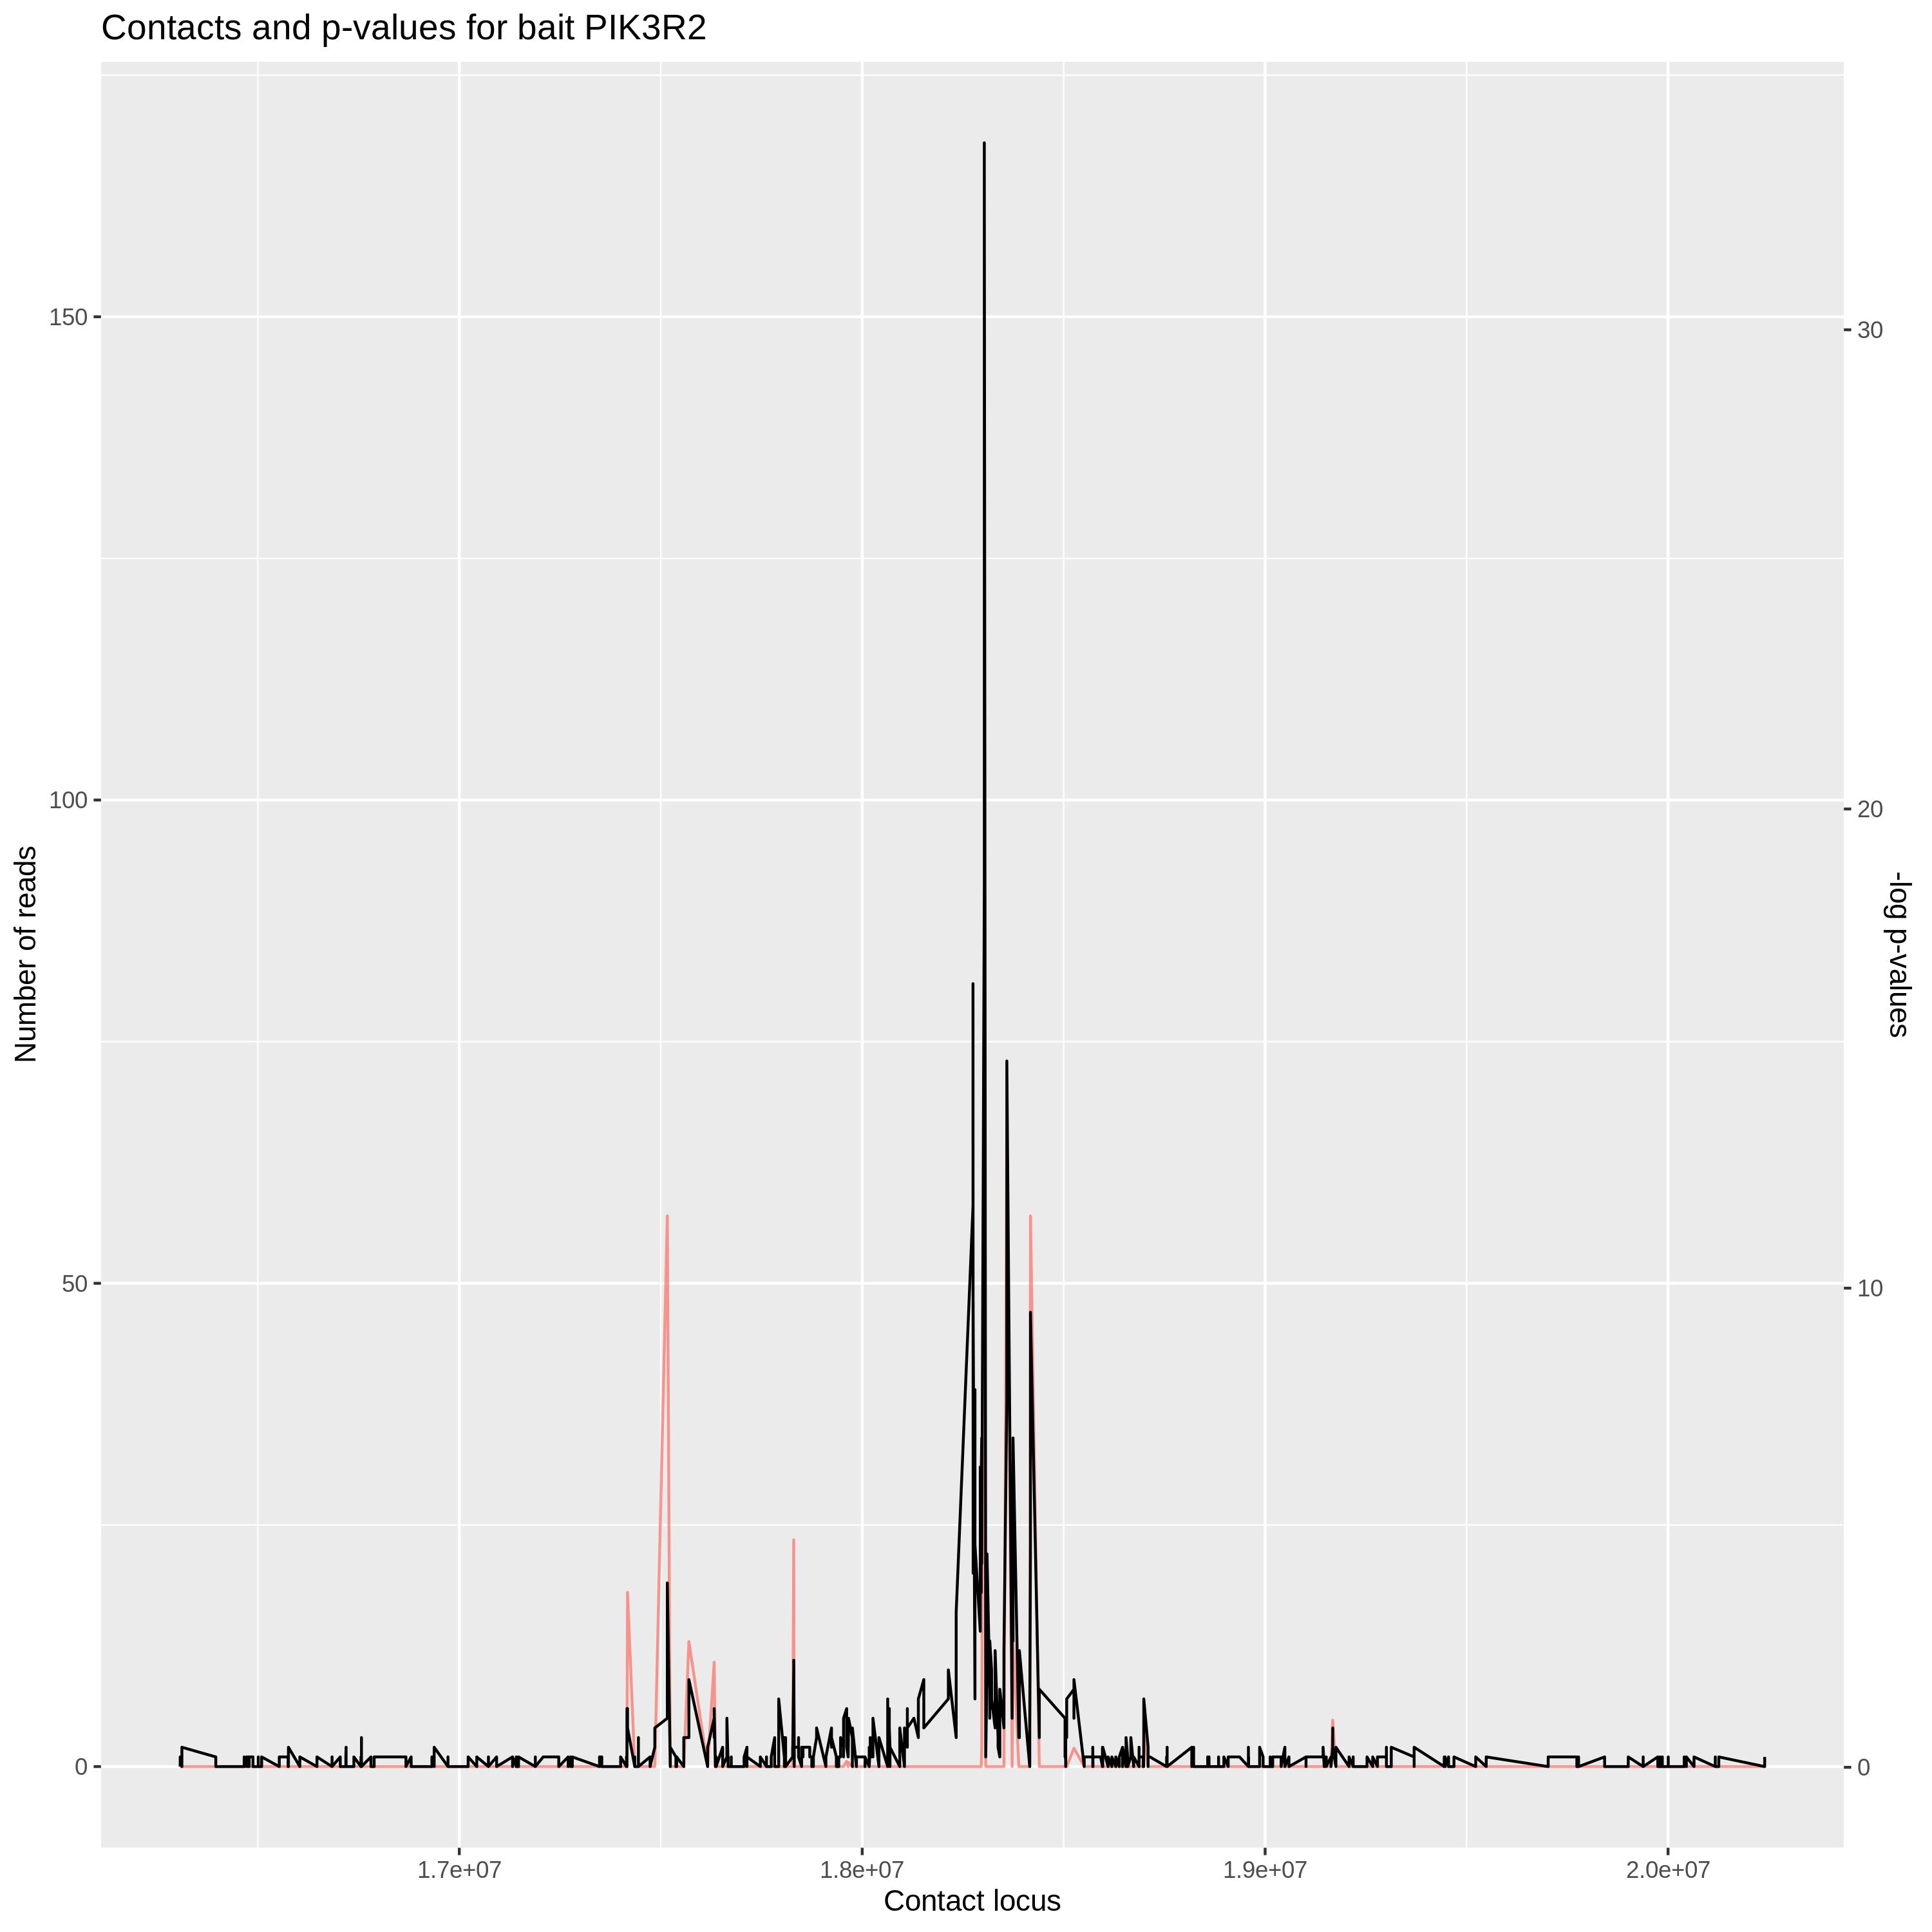 Contacts and p-values for bait PIK3R2
150
100
50
0
Number of reads
30
20
10
0
-log p-values
1.7e+07
1.8e+07
1.9e+07
2.0e+07
Contact locus